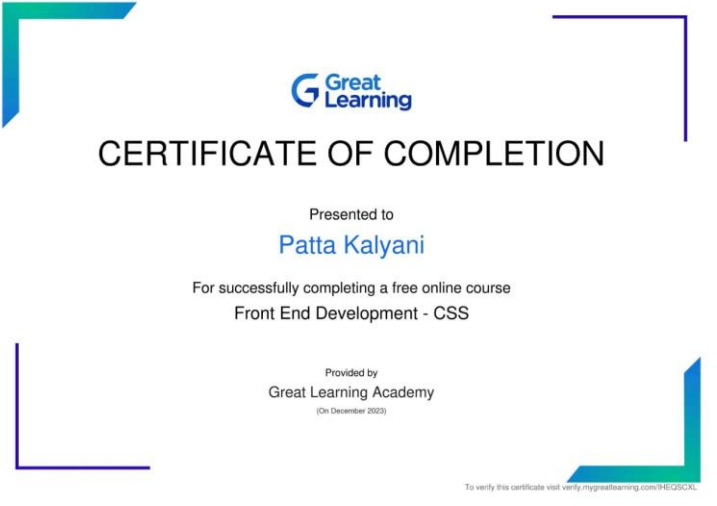 Great
Learning
CERTIFICATE OF COMPLETION
Presented to
Patta Kalyani
For successfully completing a free online course
Front End Development - CSS
Provided by
Great Learning Academy
(On December 2023)
To verify this certificate visit verify.mygreatlearning.com/IHEQSCXL